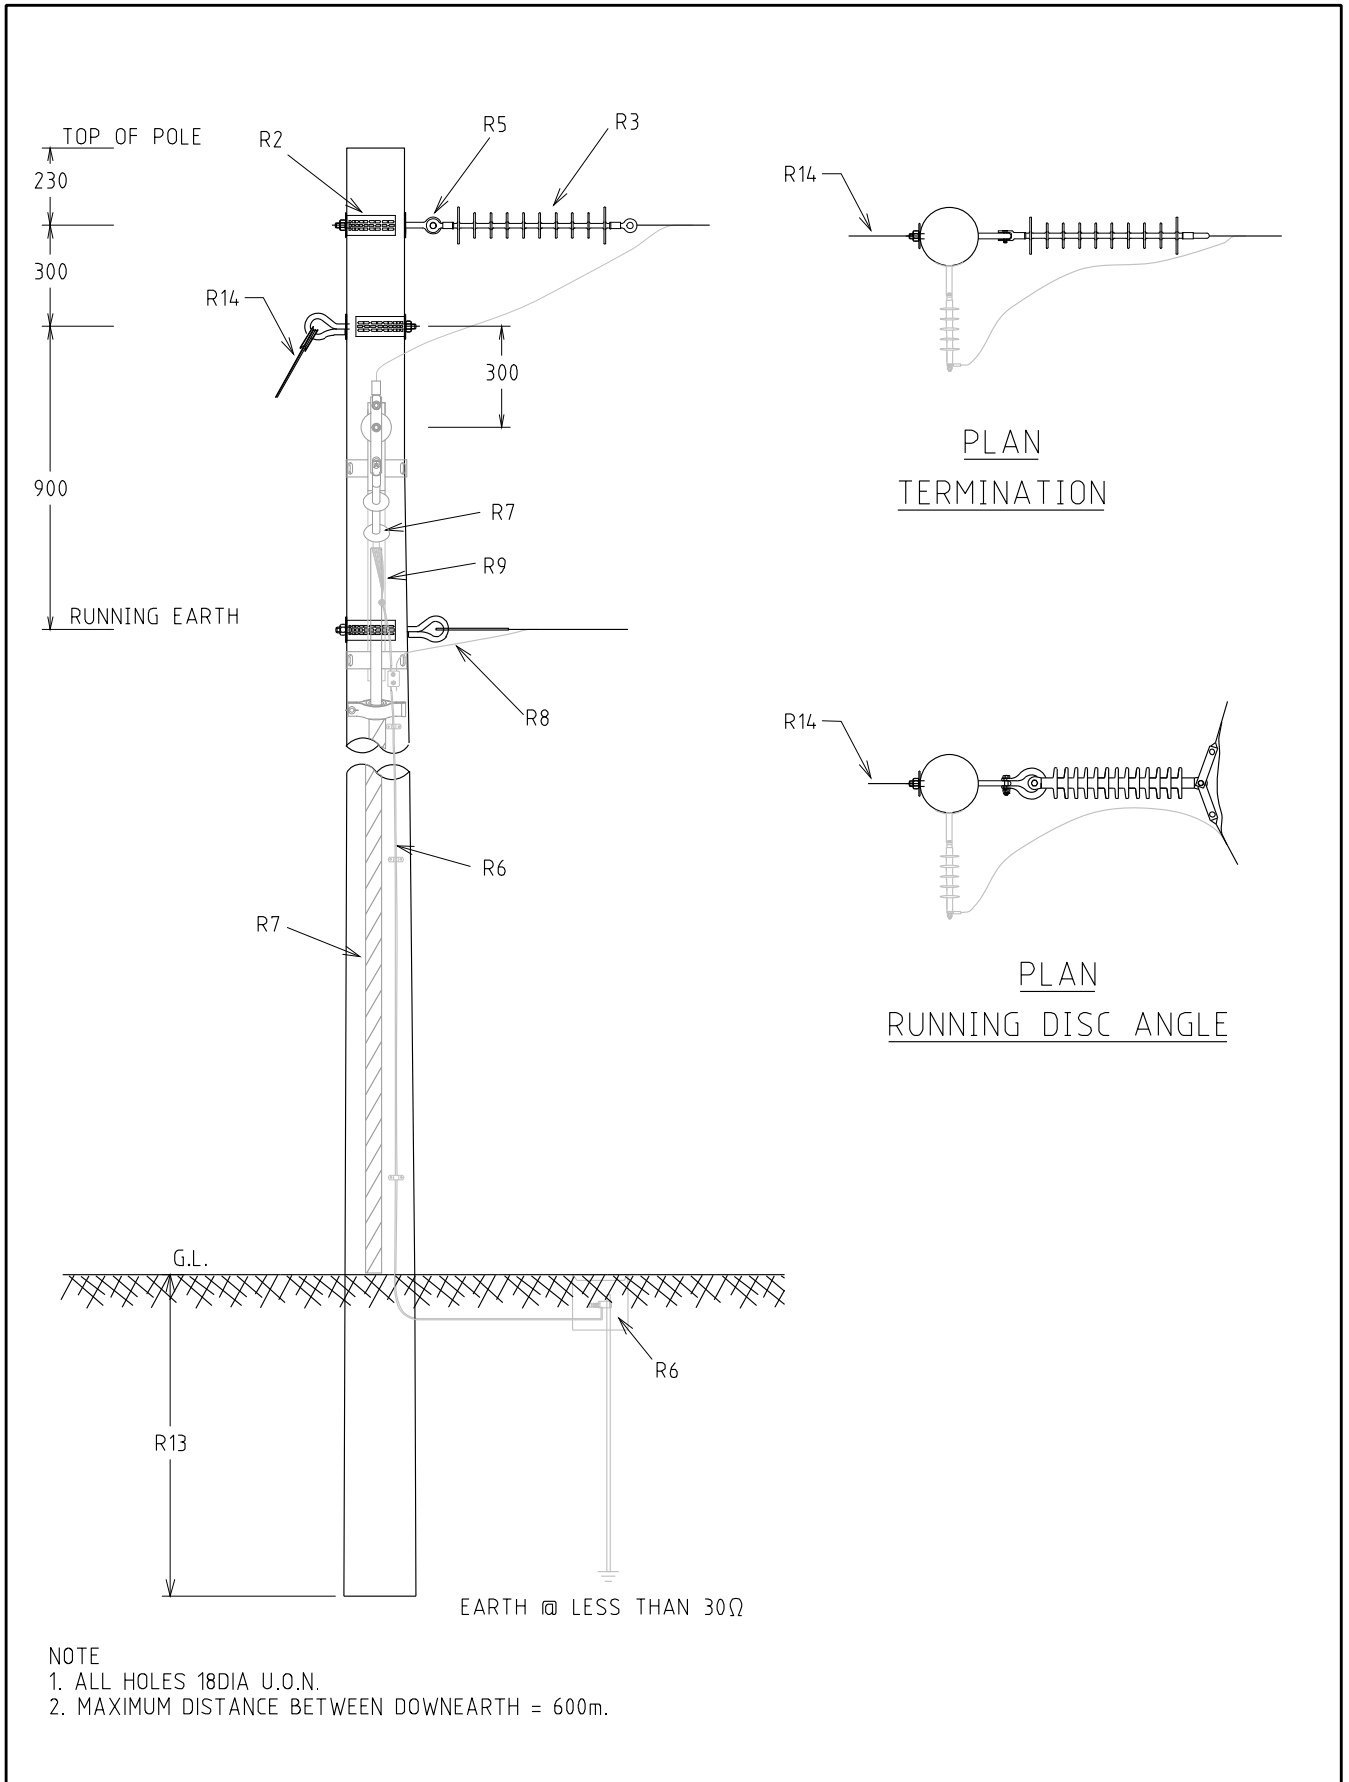 TOP OF POLE
R2
R5
R3
230
R14
300
R14
300
900
PLAN
TERMINATION
R7
R9
RUNNING EARTH
R8
R14
R6
R7
PLAN
RUNNING DISC ANGLE
G.L.
R6
R13
EARTH @ LESS THAN 30Ω
NOTE
1. ALL HOLES 18DIA U.O.N.
2. MAXIMUM DISTANCE BETWEEN DOWNEARTH = 600m.